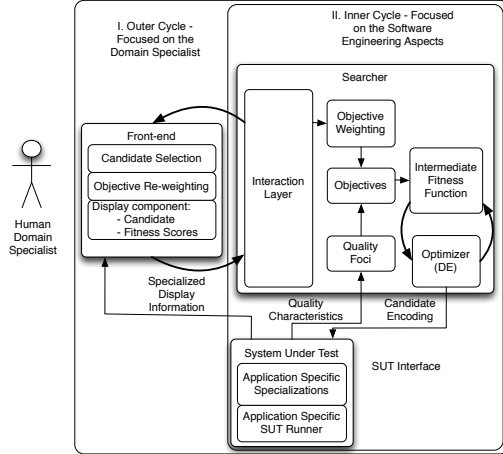 I. Outer Cycle -
Focused on the
Domain Specialist
II. Inner Cycle - Focused
on the Software
Engineering Aspects
Searcher
Front-end
Candidate Selection
Objective Re-weighting
Display component:
- Candidate
- Fitness Scores
Human
Domain
Specialist
Interaction
Layer
Objective
Weighting
Objectives
Quality
Foci
Intermediate
Fitness
Function
Optimizer
(DE)
Specialized
Display
Information
Quality
Characteristics
Candidate
Encoding
System Under Test
Application Specific
Specializations
Application Specific
SUT Runner
SUT Interface